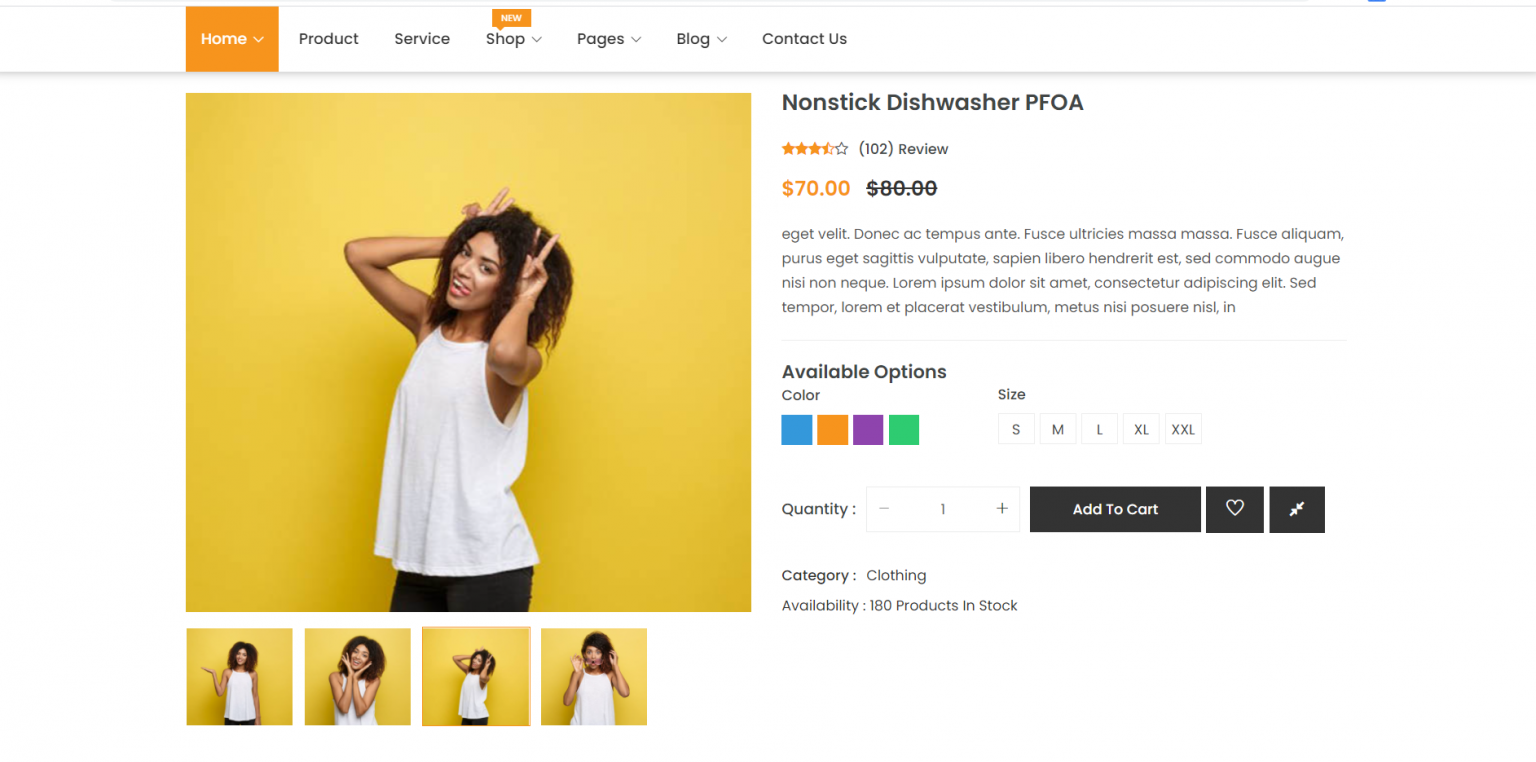 NEW
Home Product Service Shop Pages Blog Contact Us
Nonstick Dishwasher PFOA
(102) Review
$70.00 $80.00
eget velit. Donec ac tempus ante. Fusce ultricies massa massa. Fusce aliquam,
purus eget sagittis vulputate, sapien libero hendrerit est, sed commodo augue
nisi non neque. Lorem ipsum dolor sit amet, consectetur adipiscing elit. Sed
tempor, lorem et placerat vestibulum, metus nisi posuere nisl, in
Available Options
Color Size
S M L XL XXL
Quantity : − 1 + Add To Cart
Category : Clothing
Availability : 180 Products In Stock